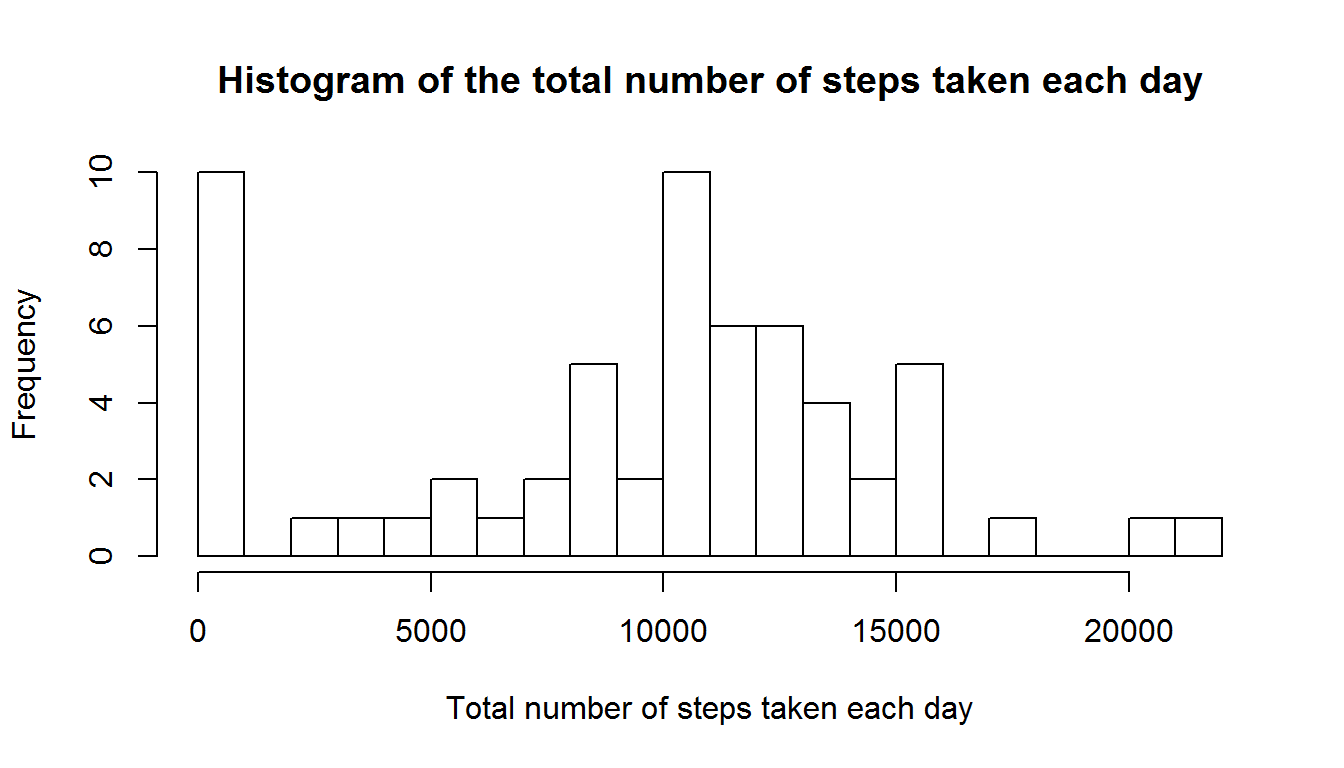 Histogram of the total number of steps taken each day
Frequency
10
8
6
4
2
0
0 5000 10000 15000 20000
Total number of steps taken each day